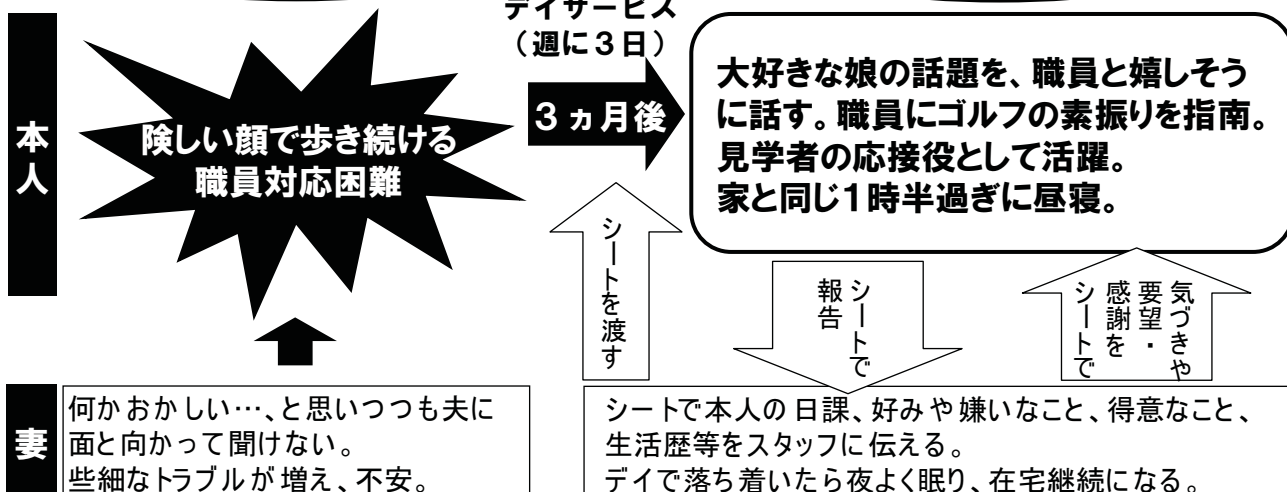 デイサービス
（週に3日）
本人
険しい顔で歩き続ける
職員対応困難
3ヵ月後
大好きな娘の話題を、職員と嬉しそう
に話す。職員にゴルフの素振りを指南。
見学者の応接役として活躍。
家と同じ1時半過ぎに昼寝。
シートを渡す
シートで
報告
気づきや
要望・
感謝を
シートで
妻
何かおかしい…、と思いつつも夫に
面と向かって聞けない。
些細なトラブルが増え、不安。
シートで本人の日課、好みや嫌いなこと、得意なこと、
生活歴等をスタッフに伝える。
デイで落ち着いたら夜よく眠り、在宅継続になる。